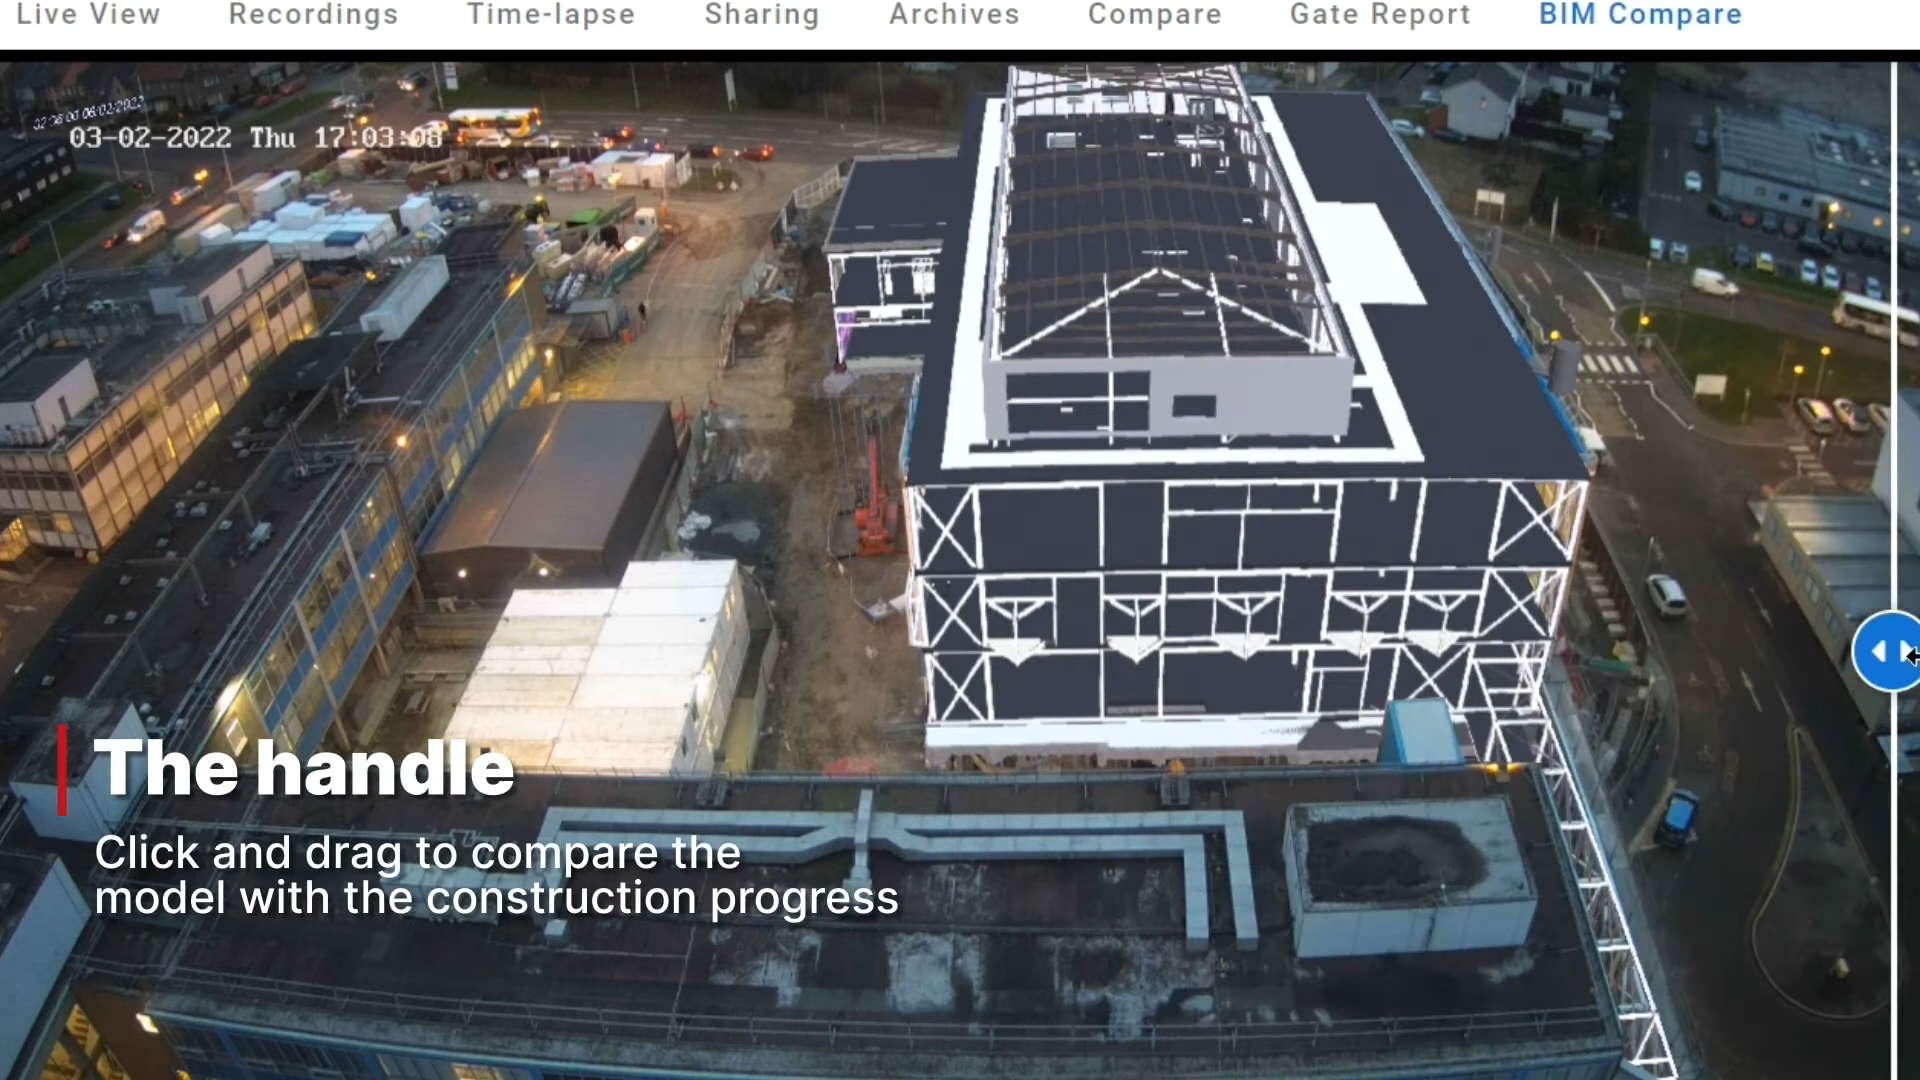 Live View Recordings Time-lapse Sharing Archives Compare Gate Report BIM Compare
03-02-2022 Thu 17:03:08
The handle
Click and drag to compare the
model with the construction progress